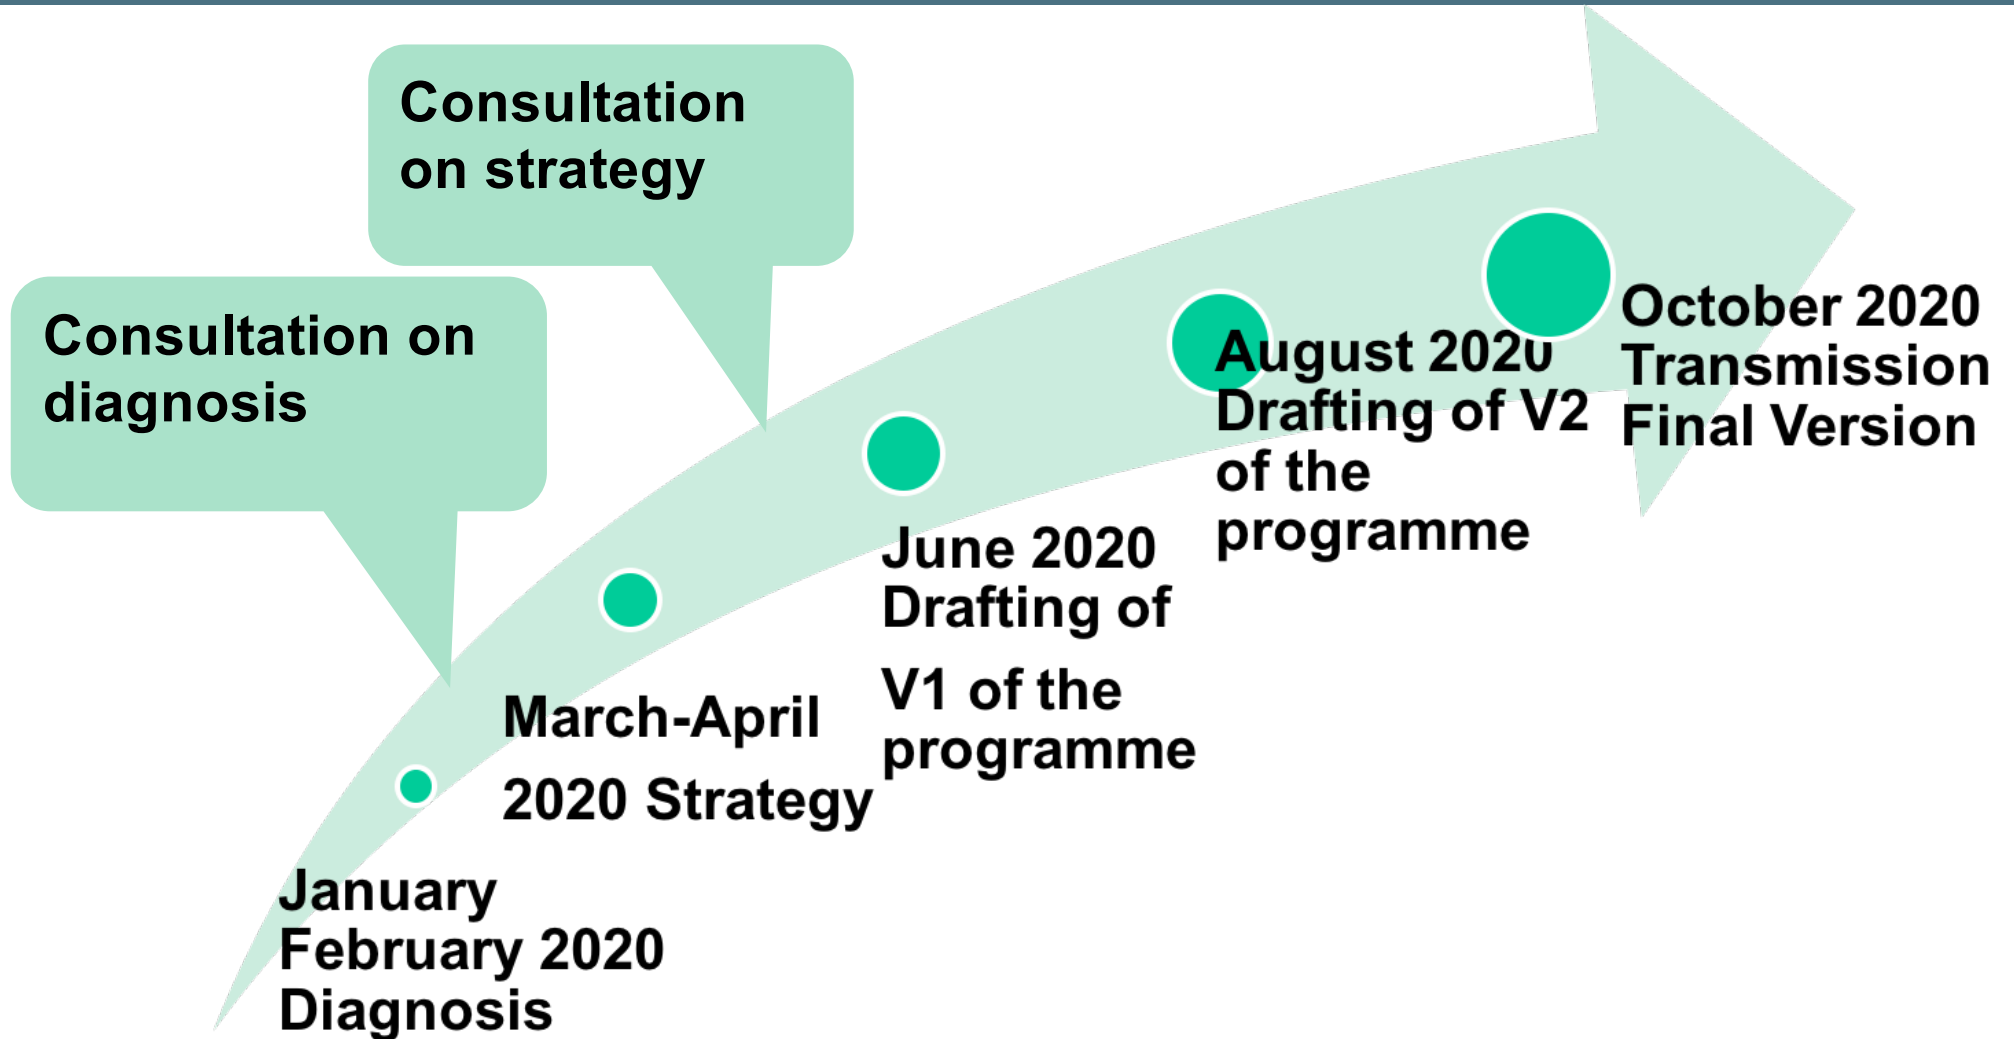 Consultation
on strategy
Consultation on
diagnosis
January
February 2020
Diagnosis
March-April
2020 Strategy
June 2020
Drafting of
V1 of the
programme
August 2020
Drafting of V2
of the
programme
October 2020
Transmission
Final Version